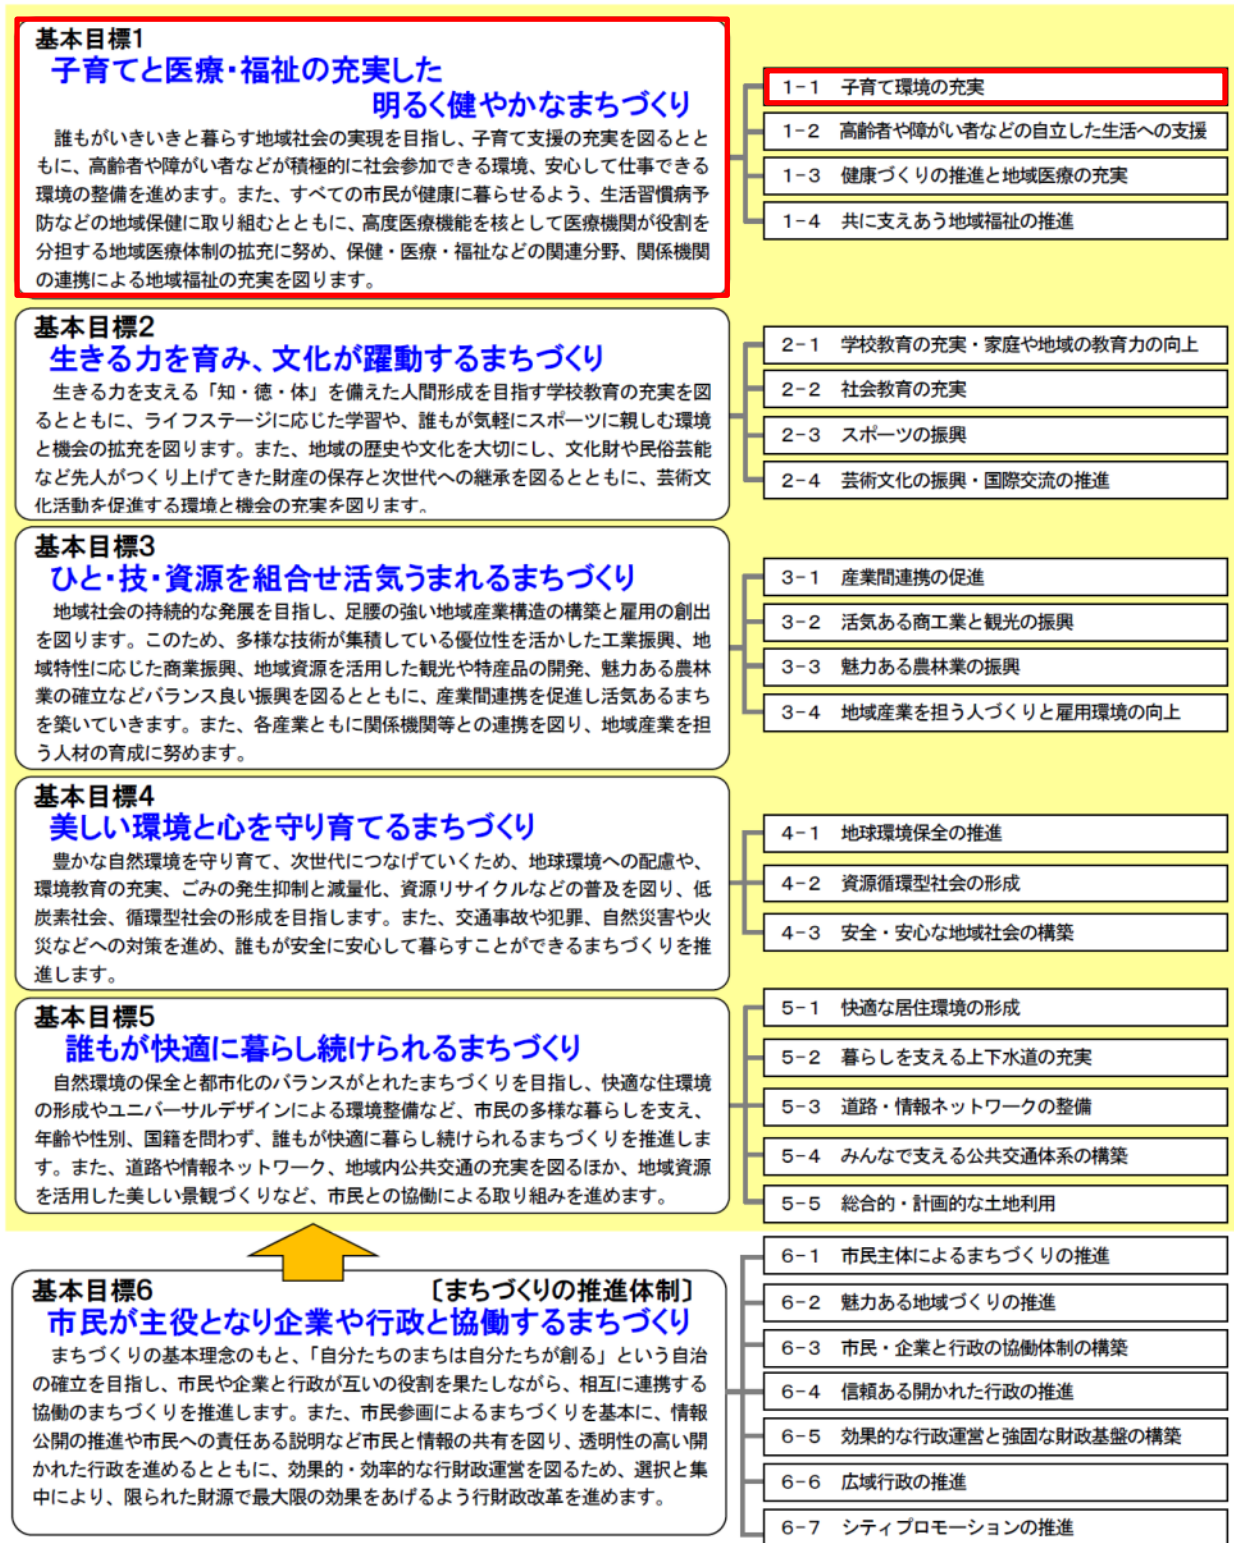 基本目標1
子育てと医療・福祉の充実した
明るく健やかなまちづくり
誰もがいきいきと暮らす地域社会の実現を目指し、子育て支援の充実を図るとと
もに、高齢者や障がい者などが積極的に社会参加できる環境、安心して仕事できる
環境の整備を進めます。また、すべての市民が健康に暮らせるよう、生活習慣病予
防などの地域保健に取り組むとともに、高度医療機能を核として医療機関が役割を
分担する地域医療体制の拡充に努め、保健・医療・福祉などの関連分野、関係機関
の連携による地域福祉の充実を図ります。
1-1 子育て環境の充実
1-2 高齢者や障がい者などの自立した生活への支援
1-3 健康づくりの推進と地域医療の充実
1-4 共に支えあう地域福祉の推進
基本目標2
生きる力を育み、文化が躍動するまちづくり
生きる力を支える「知・徳・体」を備えた人間形成を目指す学校教育の充実を図
るとともに、ライフステージに応じた学習や、誰もが気軽にスポーツに親しむ環境
と機会の拡充を図ります。また、地域の歴史や文化を大切にし、文化財や民俗芸能
など先人がつくり上げてきた財産の保存と次世代への継承を図るとともに、芸術文
化活動を促進する環境と機会の充実を図ります。
2-1 学校教育の充実・家庭や地域の教育力の向上
2-2 社会教育の充実
2-3 スポーツの振興
2-4 芸術文化の振興・国際交流の推進
基本目標3
ひと・技・資源を組合せ活気うまれるまちづくり
地域社会の持続的な発展を目指し、足腰の強い地域産業構造の構築と雇用の創出
を図ります。このため、多様な技術が集積している優位性を活かした工業振興、地
域特性に応じた商業振興、地域資源を活用した観光や特産品の開発、魅力ある農林
業の確立などバランス良い振興を図るとともに、産業間連携を促進し活気あるまち
を築いていきます。また、各産業ともに関係機関等との連携を図り、地域産業を担
う人材の育成に努めます。
3-1 産業間連携の促進
3-2 活気ある商工業と観光の振興
3-3 魅力ある農林業の振興
3-4 地域産業を担う人づくりと雇用環境の向上
基本目標4
美しい環境と心を守り育てるまちづくり
豊かな自然環境を守り育て、次世代につなげていくため、地球環境への配慮や、
環境教育の充実、ごみの発生抑制と減量化、資源リサイクルなどの普及を図り、低
炭素社会、循環型社会の形成を目指します。また、交通事故や犯罪、自然災害や火
災などへの対策を進め、誰もが安全に安心して暮らすことができるまちづくりを推
進します。
4-1 地球環境保全の推進
4-2 資源循環型社会の形成
4-3 安全・安心な地域社会の構築
基本目標5
誰もが快適に暮らし続けられるまちづくり
自然環境の保全と都市化のバランスがとれたまちづくりを目指し、快適な住環境
の形成やユニバーサルデザインによる環境整備など、市民の多様な暮らしを支え、
年齢や性別、国籍を問わず、誰もが快適に暮らし続けられるまちづくりを推進しま
す。また、道路や情報ネットワーク、地域内公共交通の充実を図るほか、地域資源
を活用した美しい景観づくりなど、市民との協働による取り組みを進めます。
5-1 快適な居住環境の形成
5-2 暮らしを支える上下水道の充実
5-3 道路・情報ネットワークの整備
5-4 みんなで支える公共交通体系の構築
5-5 総合的・計画的な土地利用
基本目標6 〔まちづくりの推進体制〕
市民が主役となり企業や行政と協働するまちづくり
まちづくりの基本理念のもと、「自分たちのまちは自分たちが創る」という自治
の確立を目指し、市民や企業と行政が互いの役割を果たしながら、相互に連携する
協働のまちづくりを推進します。また、市民参画によるまちづくりを基本に、情報
公開の推進や市民への責任ある説明など市民と情報の共有を図り、透明性の高い開
かれた行政を進めるとともに、効果的・効率的な行財政運営を図るため、選択と集
中により、限られた財源で最大限の効果をあげるよう行財政改革を進めます。
6-1 市民主体によるまちづくりの推進
6-2 魅力ある地域づくりの推進
6-3 市民・企業と行政の協働体制の構築
6-4 信頼ある開かれた行政の推進
6-5 効果的な行政運営と強固な財政基盤の構築
6-6 広域行政の推進
6-7 シティプロモーションの推進